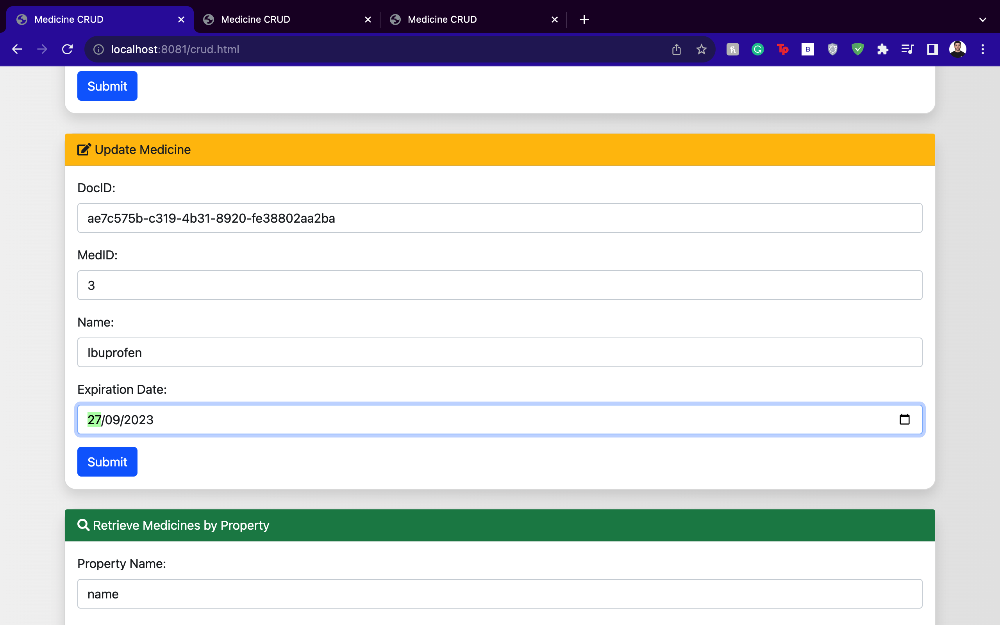 Medicine CRUD
Medicine CRUD
Medicine CRUD
localhost:8081/crud.html
Tp
B
Submit
Update Medicine
DocID:
ae7c575b-c319-4b31-8920-fe38802aa2ba
MedID:
3
Name:
Ibuprofen
Expiration Date:
27/09/2023
Submit
Retrieve Medicines by Property
Property Name:
name